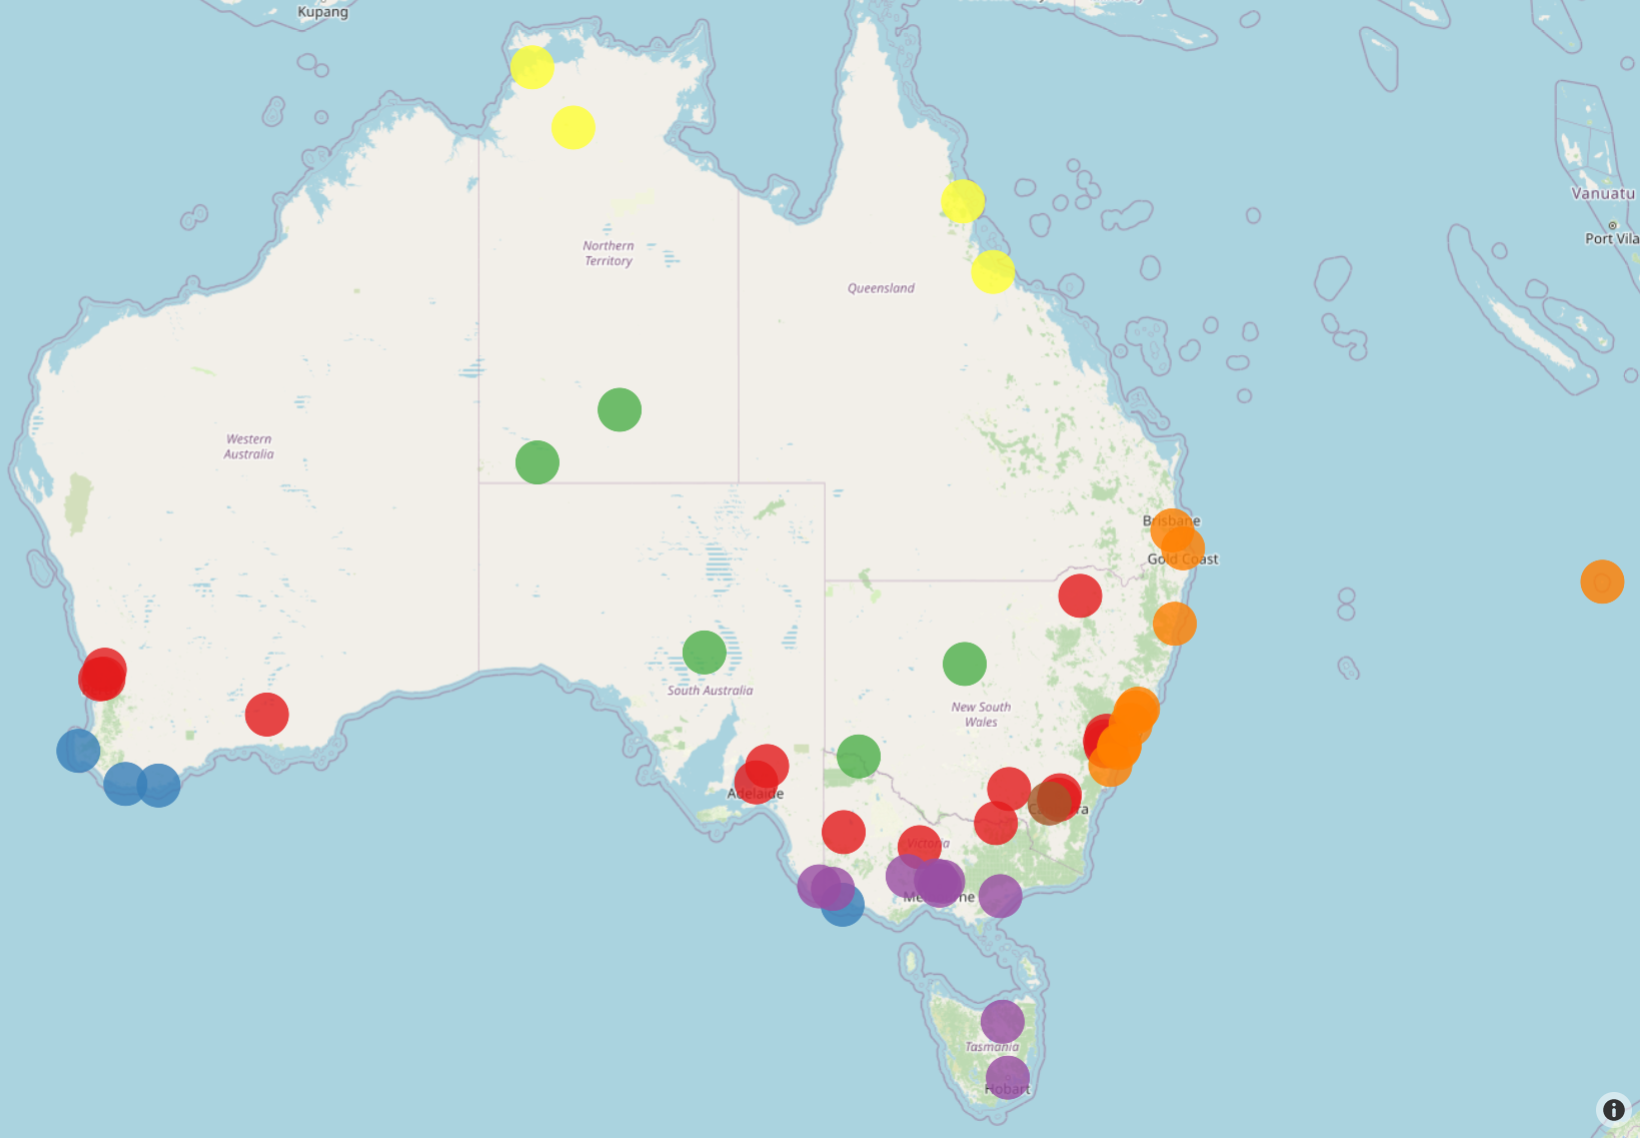 Kupang
Vanuatu
Port Vila
Northern
Territory
Queensland
Western
Australia
Brisbane
Gold Coast
South Australia
New South
Wales
Adelaide
Victoria
Tasmania
Hobart